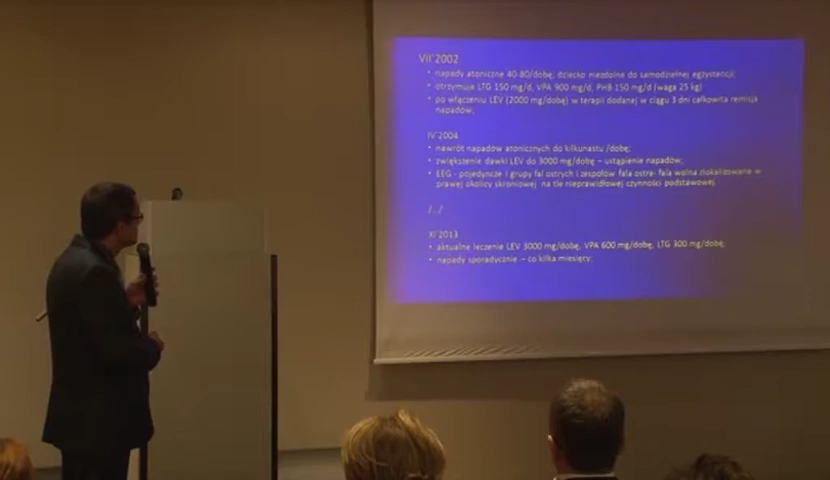 VII'2002
• napady atoniczne 40-80/dobę; dziecko niezdolne do samodzielnej egzystencji;
• otrzymuje LTG 150 mg/d, VPA 900 mg/d, PHB 150 mg/d (waga 25 kg)
• po włączeniu LEV (2000 mg/dobę) w terapii dodanej w ciągu 3 dni całkowita remisja
napadów;
IV'2004
• nawrót napadów atonicznych do kilkunastu /dobę;
• zwiększenie dawki LEV do 3000 mg/dobę – ustąpienie napadów;
• EEG - pojedyncze i grupy fal ostrych i zespołów fala ostra- fala wolna zlokalizowane w
prawej okolicy skroniowej na tle nieprawidłowej czynności podstawowej
/../
XI'2013
• aktualne leczenie LEV 3000 mg/dobę, VPA 600 mg/dobę, LTG 300 mg/dobę;
• napady sporadycznie – co kilka miesięcy;